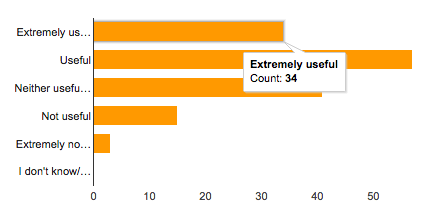 Extremely us…
Useful
Extremely useful
Count: 34
Neither usefu…
Not useful
Extremely no…
I don't know/…
0 10 20 30 40 50